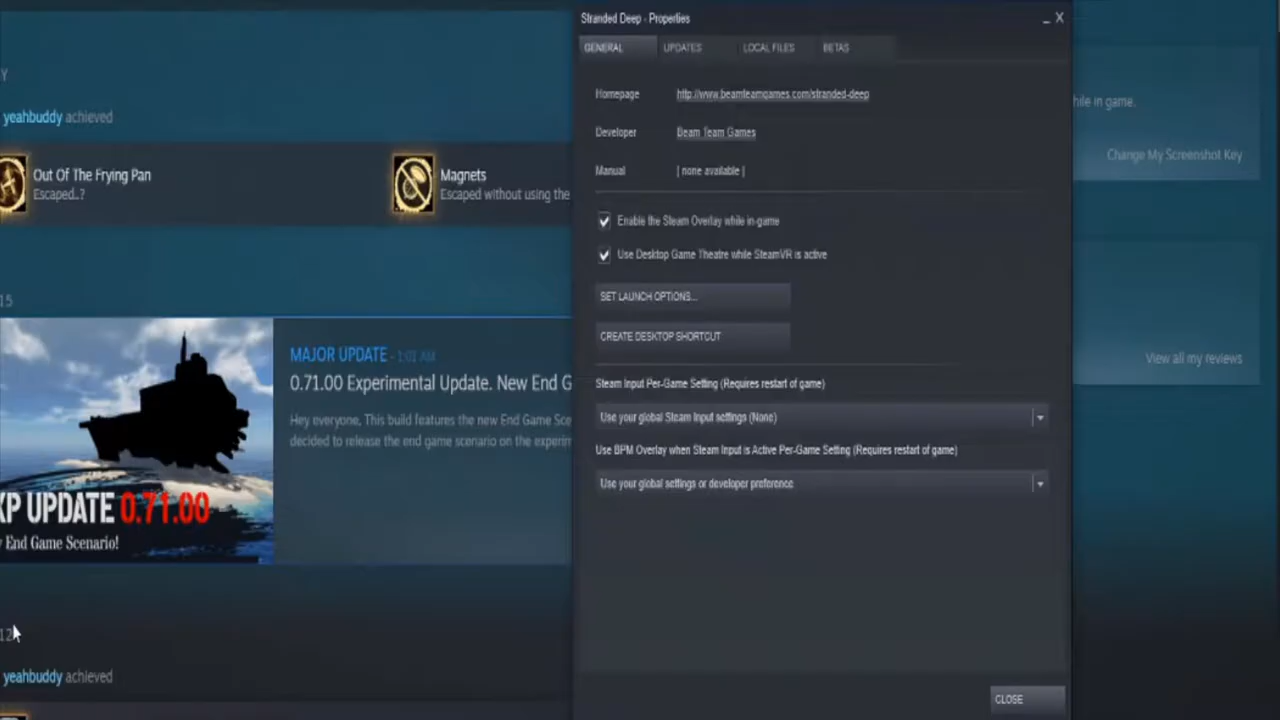 Y
yeahbuddy achieved
Out Of The Frying Pan
Escaped..?
Magnets
Escaped without using the
15
MAJOR UPDATE - 1:02 AM
0.71.00 Experimental Update. New End G
Hey everyone, This build features the new End Game Sce
decided to release the end game scenario on the experim
XP UPDATE 0.71.00
End Game Scenario!
12
yeahbuddy achieved
Stranded Deep - Properties
GENERAL
UPDATES
LOCAL FILES
BETAS
Homepage
http://www.beamteamgames.com/stranded-deep
Developer
Beam Team Games
Manual
[ none available ]
Enable the Steam Overlay while in-game
Use Desktop Game Theatre while SteamVR is active
SET LAUNCH OPTIONS...
CREATE DESKTOP SHORTCUT
Steam Input Per-Game Setting (Requires restart of game)
Use your global Steam Input settings (None)
Use BPM Overlay when Steam Input is Active Per-Game Setting (Requires restart of game)
Use your global settings or developer preference
CLOSE
hile in game.
Change My Screenshot Key
View all my reviews